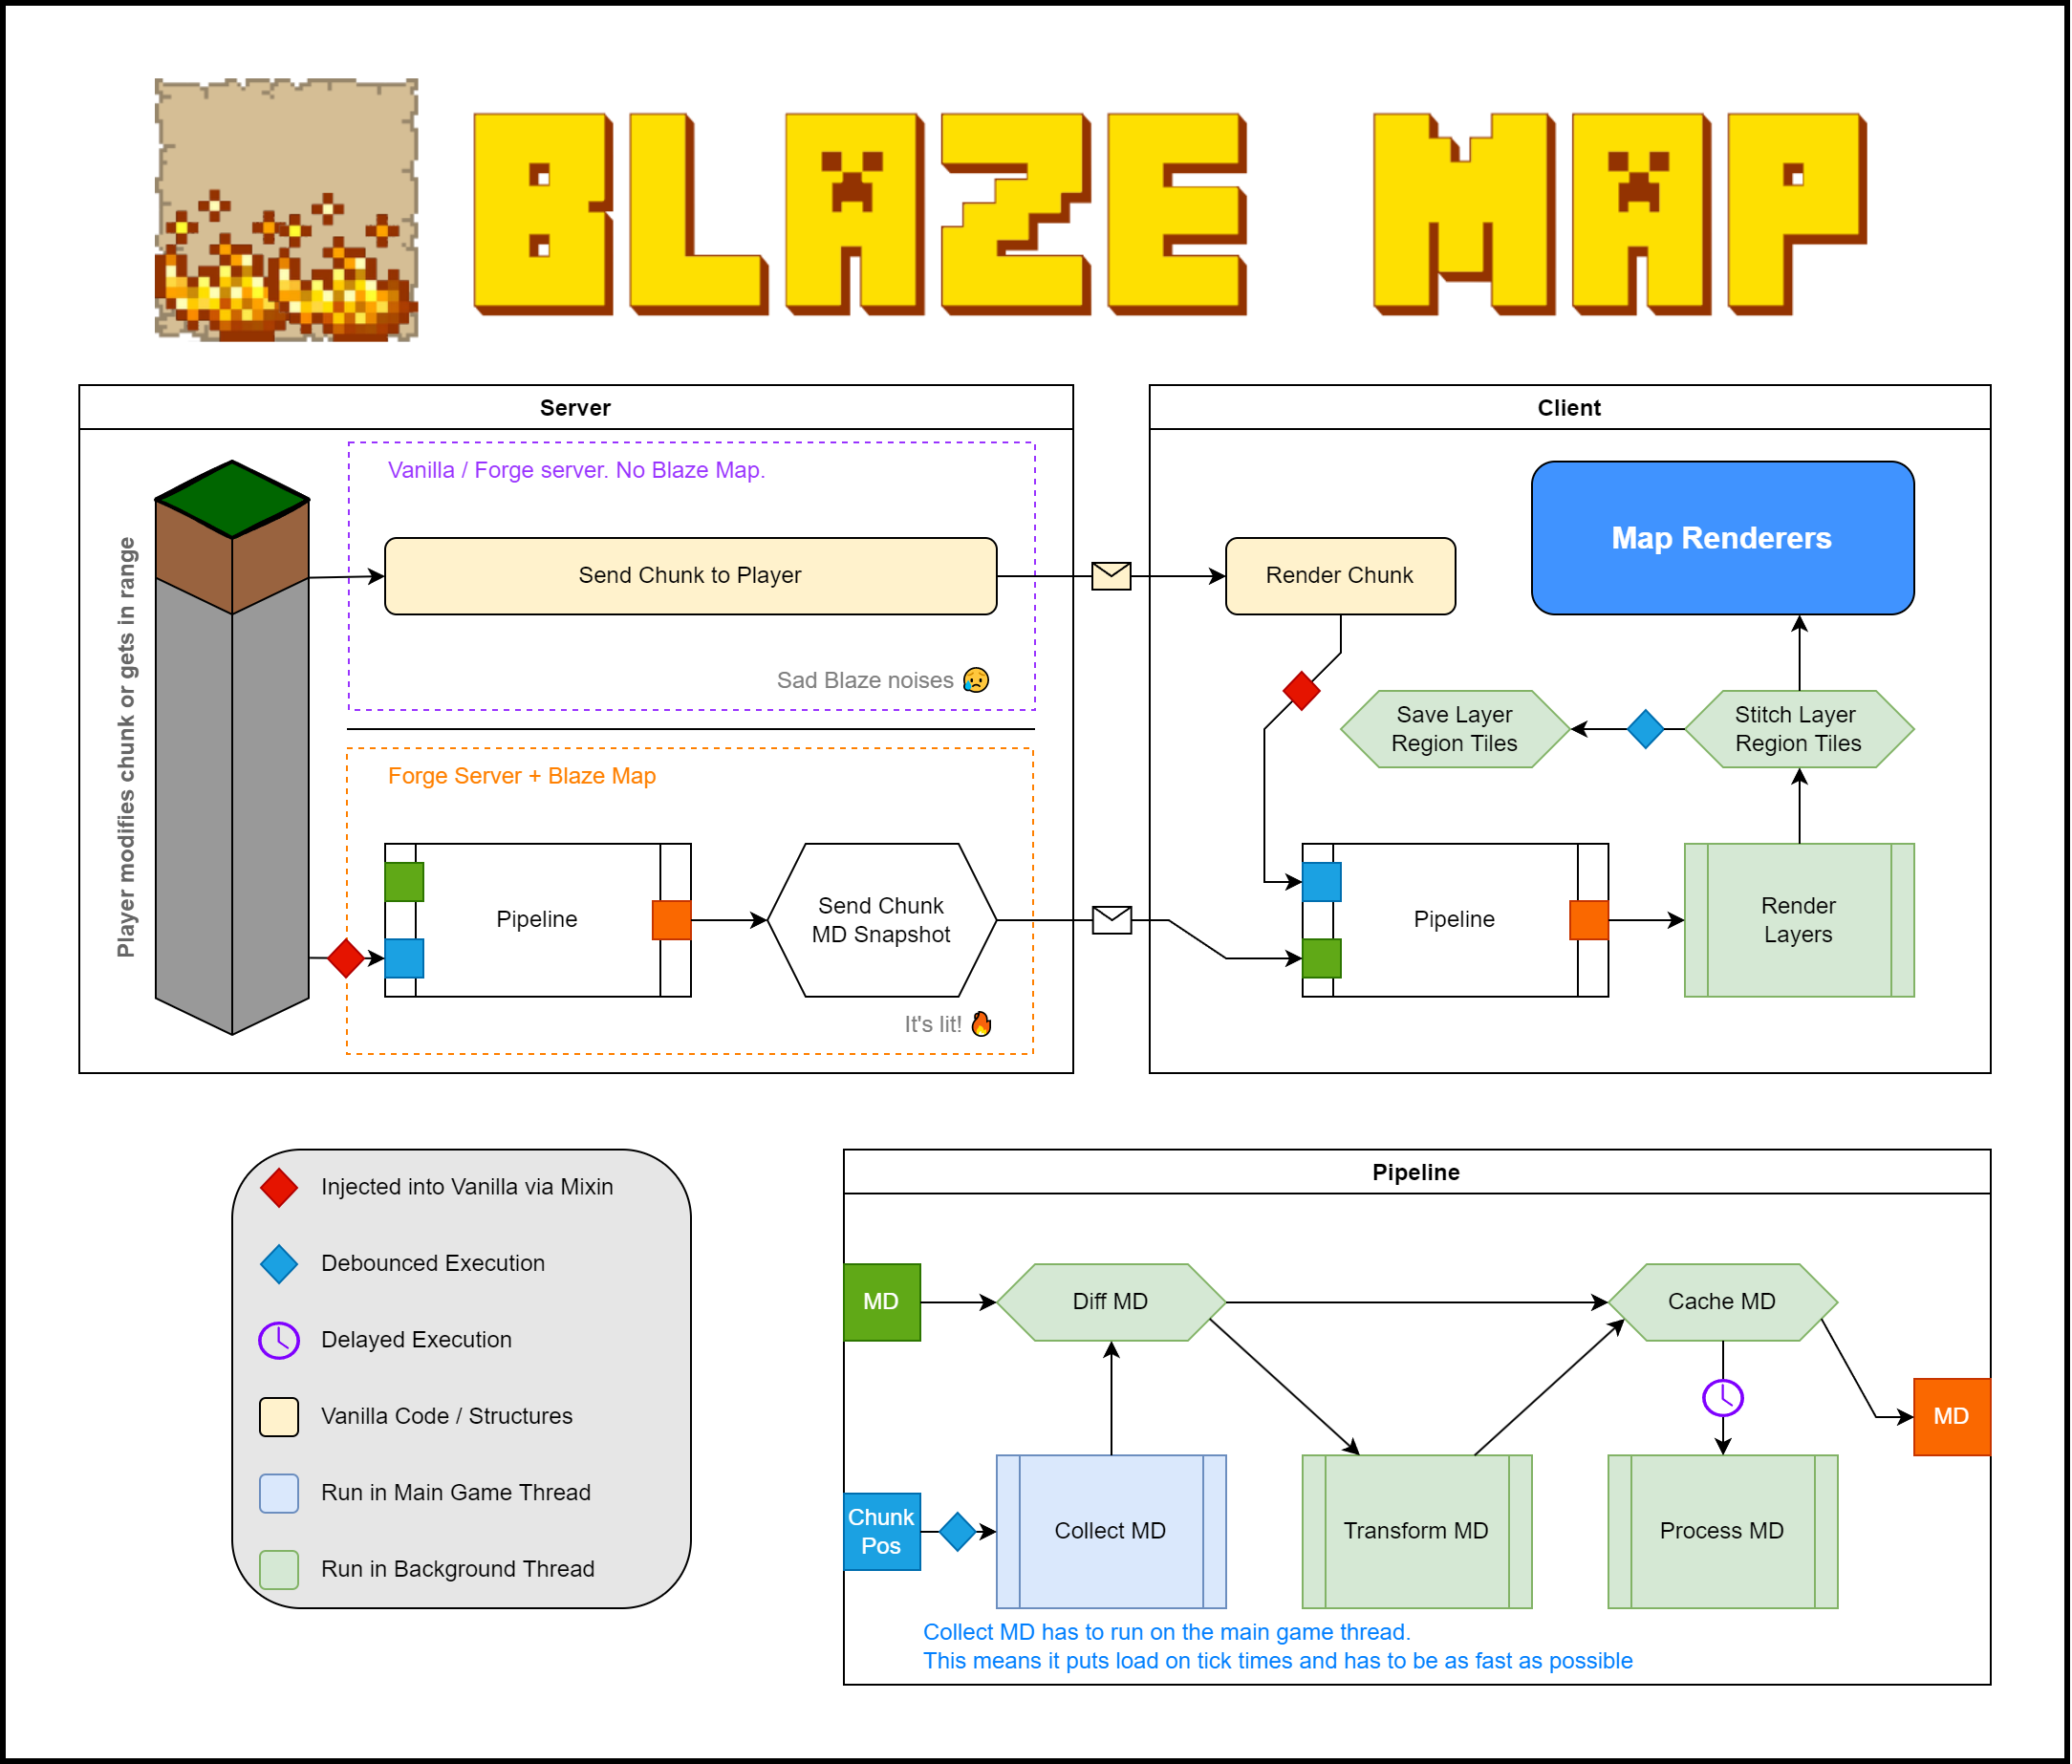 BLAZE MAP
Server
Player modifies chunk or gets in range
Vanilla / Forge server. No Blaze Map.
Send Chunk to Player
Sad Blaze noises 😥
Forge Server + Blaze Map
Pipeline
Send Chunk
MD Snapshot
It's lit! 🔥
Client
Map Renderers
Render Chunk
Save Layer
Region Tiles
Stitch Layer
Region Tiles
Pipeline
Render
Layers
Injected into Vanilla via Mixin
Debounced Execution
Delayed Execution
Vanilla Code / Structures
Run in Main Game Thread
Run in Background Thread
Pipeline
MD
Diff MD
Cache MD
MD
Chunk
Pos
Collect MD
Transform MD
Process MD
Collect MD has to run on the main game thread.
This means it puts load on tick times and has to be as fast as possible